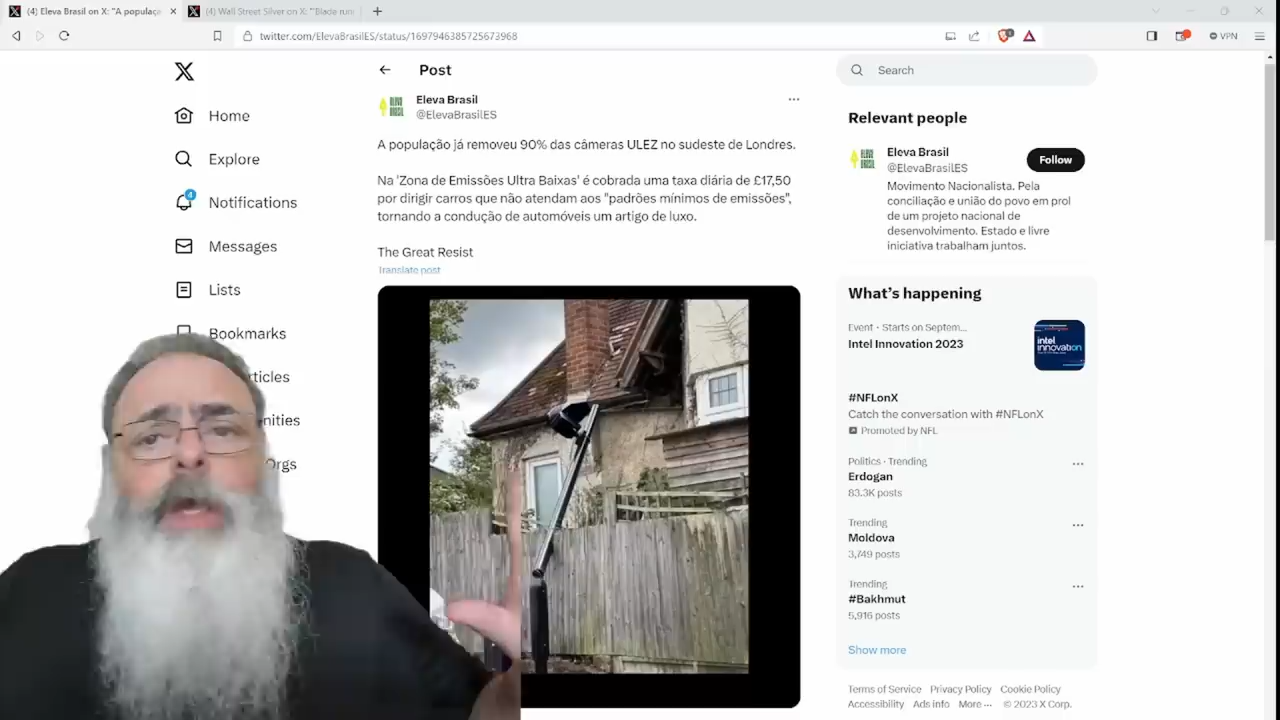 (4) Eleva Brasil on X: "A populaç
(4) Wall Street Silver on X: "'Blade run
twitter.com/ElevaBrasilES/status/1697946385725673968
VPN
Post
Search
Home
Explore
4
Notifications
Messages
Lists
Bookmarks
rticles
nities
Orgs
Eleva Brasil
@ElevaBrasilES
A população já removeu 90% das câmeras ULEZ no sudeste de Londres.
Na 'Zona de Emissões Ultra Baixas' é cobrada uma taxa diária de £17,50
por dirigir carros que não atendam aos "padrões mínimos de emissões",
tornando a condução de automóveis um artigo de luxo.
The Great Resist
Translate post
Relevant people
Eleva Brasil
@ElevaBrasilES
Follow
Movimento Nacionalista. Pela
conciliação e união do povo em prol
de um projeto nacional de
desenvolvimento. Estado e livre
iniciativa trabalham juntos.
What's happening
Event · Starts on Septem...
Intel Innovation 2023
intel
innovation
#NFLonX
Catch the conversation with #NFLonX
Promoted by NFL
Politics · Trending
Erdogan
83.3K posts
Trending
Moldova
3,749 posts
Trending
#Bakhmut
5,916 posts
Show more
Terms of Service Privacy Policy Cookie Policy
Accessibility Ads info More ··· © 2023 X Corp.